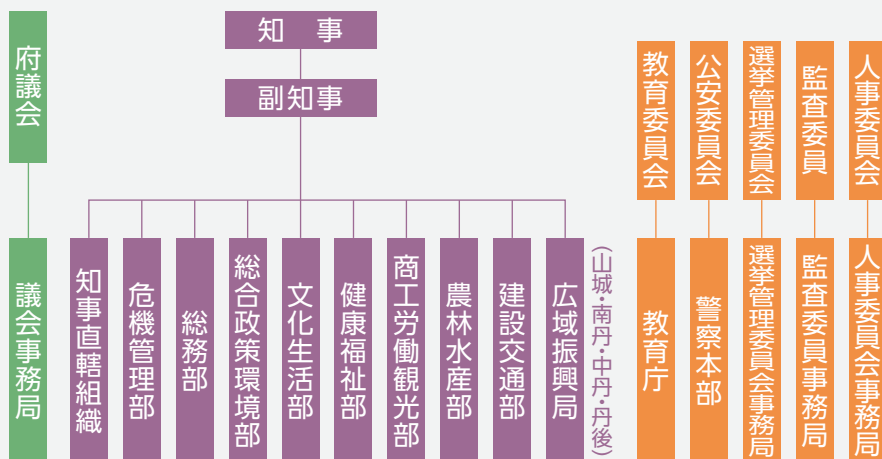 府議会
議会事務局
知　事
副知事
知事直轄組織
危機管理部
総務部
総合政策環境部
文化生活部
健康福祉部
商工労働観光部
農林水産部
建設交通部
広域振興局
（山城・南丹・中丹・丹後）
教育委員会
公安委員会
選挙管理委員会
監査委員
人事委員会
教育庁
警察本部
選挙管理委員会事務局
監査委員事務局
人事委員会事務局